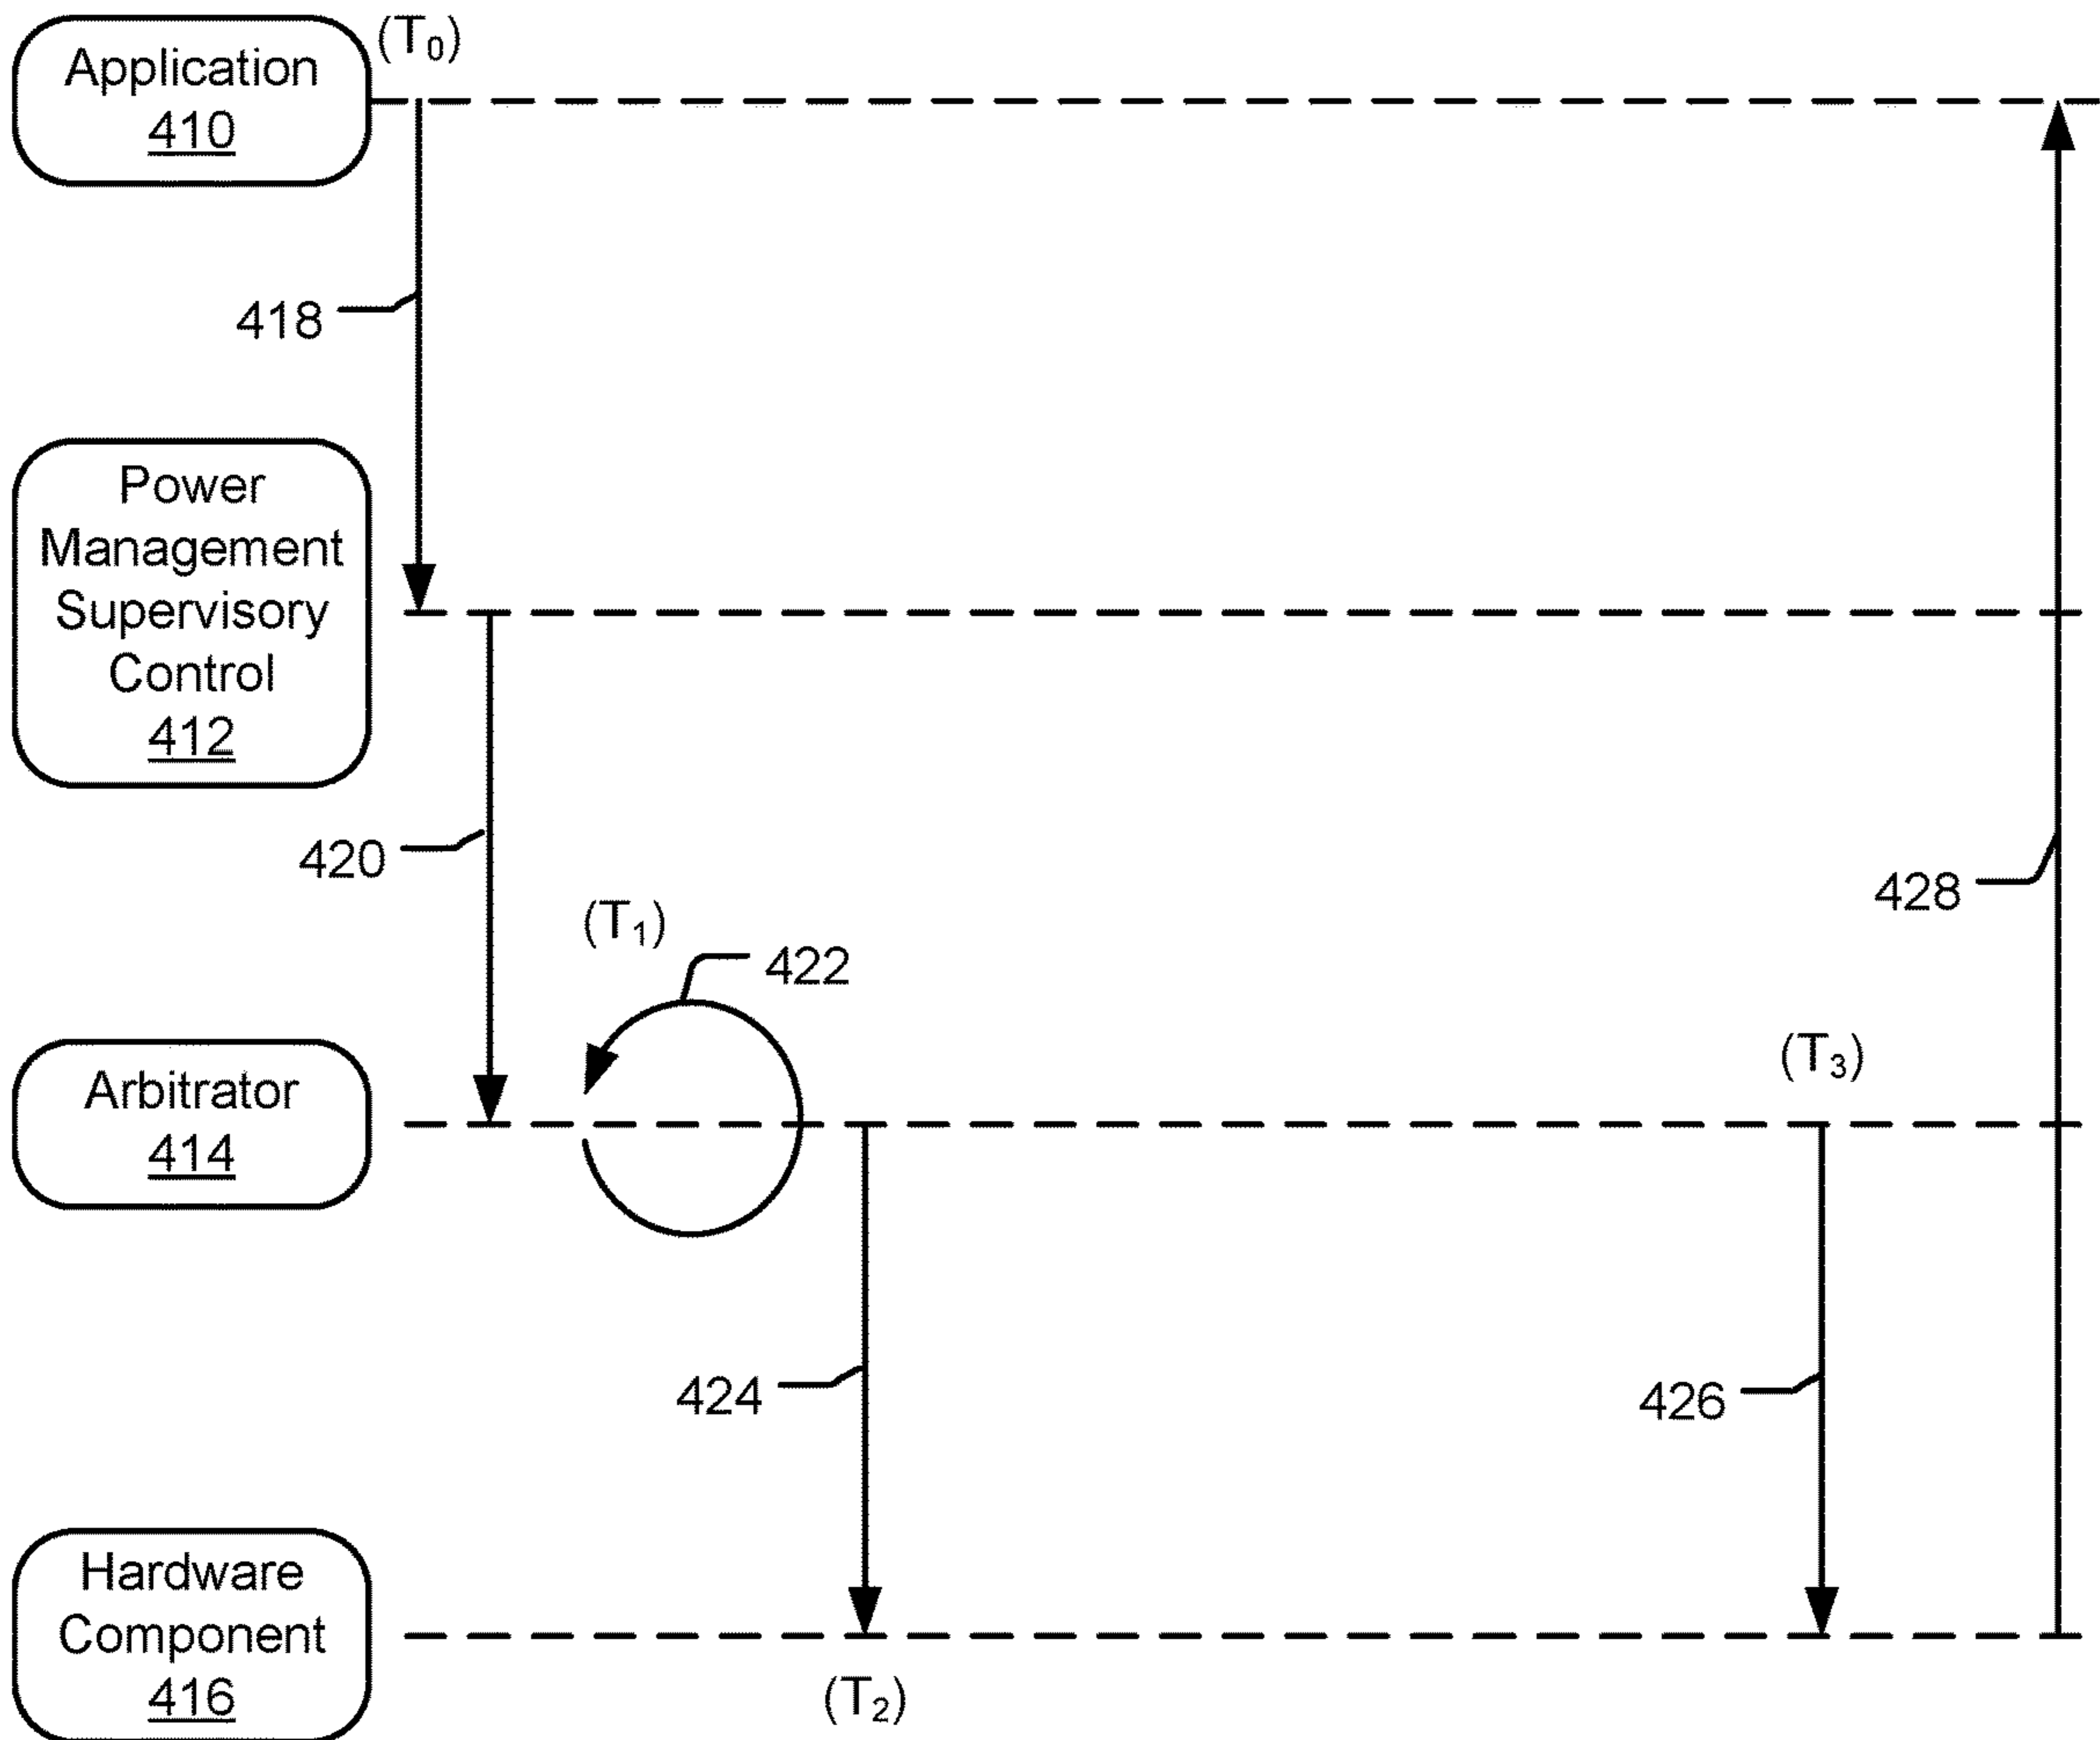 Application
410
(T0)
418
Power
Management
Supervisory
Control
412
420
428
(T1)
422
Arbitrator
414
(T3)
424
426
Hardware
Component
416
(T2)